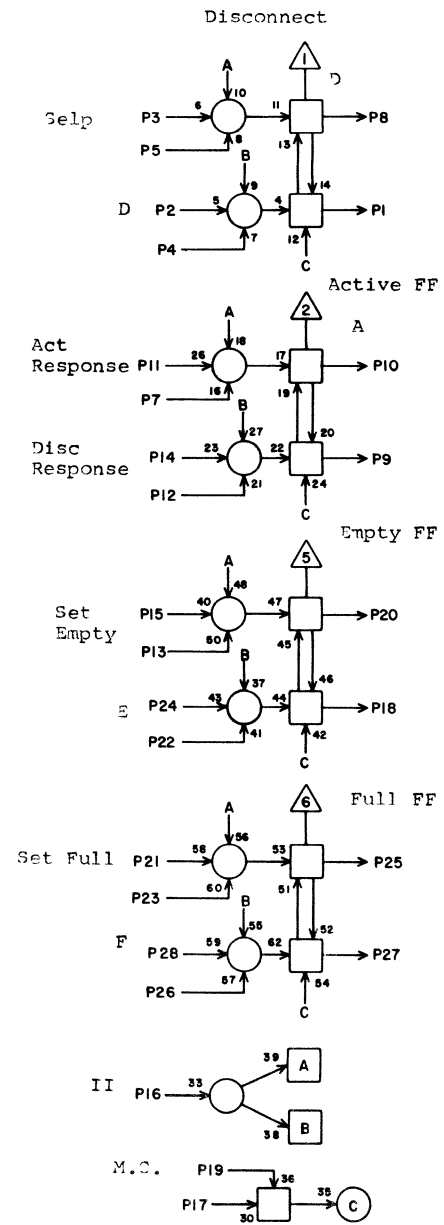 Disconnect
1
D
A
10
Selp P3 6 11 P8
P5 8 13
B
9 14
D P2 5 4 P1
7 12
P4
C
Active FF
2
A
A
18
Act
Response P11 26 17 P10
P7 16 19
B
27 20
Disc
Response P14 23 22 P9
21 24
P12
C
Empty FF
5
A
48
Set
Empty P15 40 47 P20
P13 50 45
B
37 46
E P24 43 44 P18
41 42
P22
C
6
Full FF
A
56
Set Full P21 58 53 P25
P23 60 51
B
55 52
F P28 59 62 P27
57 54
P26
C
39 A
II P16 33
38 B
M.C. P19
36
P17 30 35 C